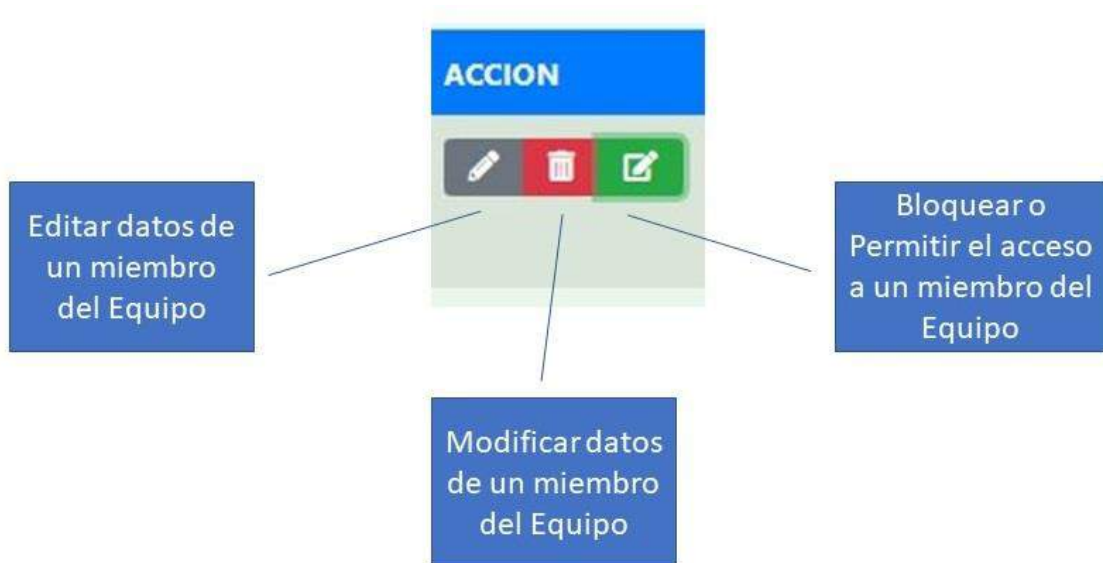 ACCION
Editar datos de
un miembro
del Equipo
Bloquear o
Permitir el acceso
a un miembro del
Equipo
Modificar datos
de un miembro
del Equipo